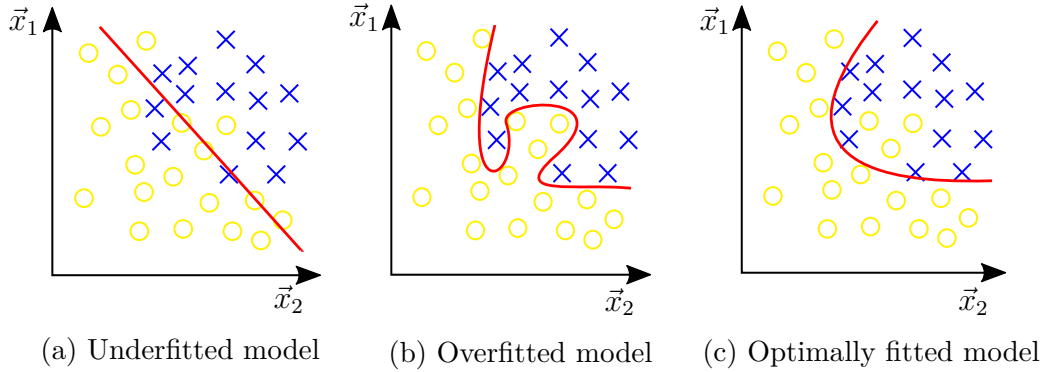 x⃗₁
x⃗₂
(a) Underfitted model
x⃗₁
x⃗₂
(b) Overfitted model
x⃗₁
x⃗₂
(c) Optimally fitted model